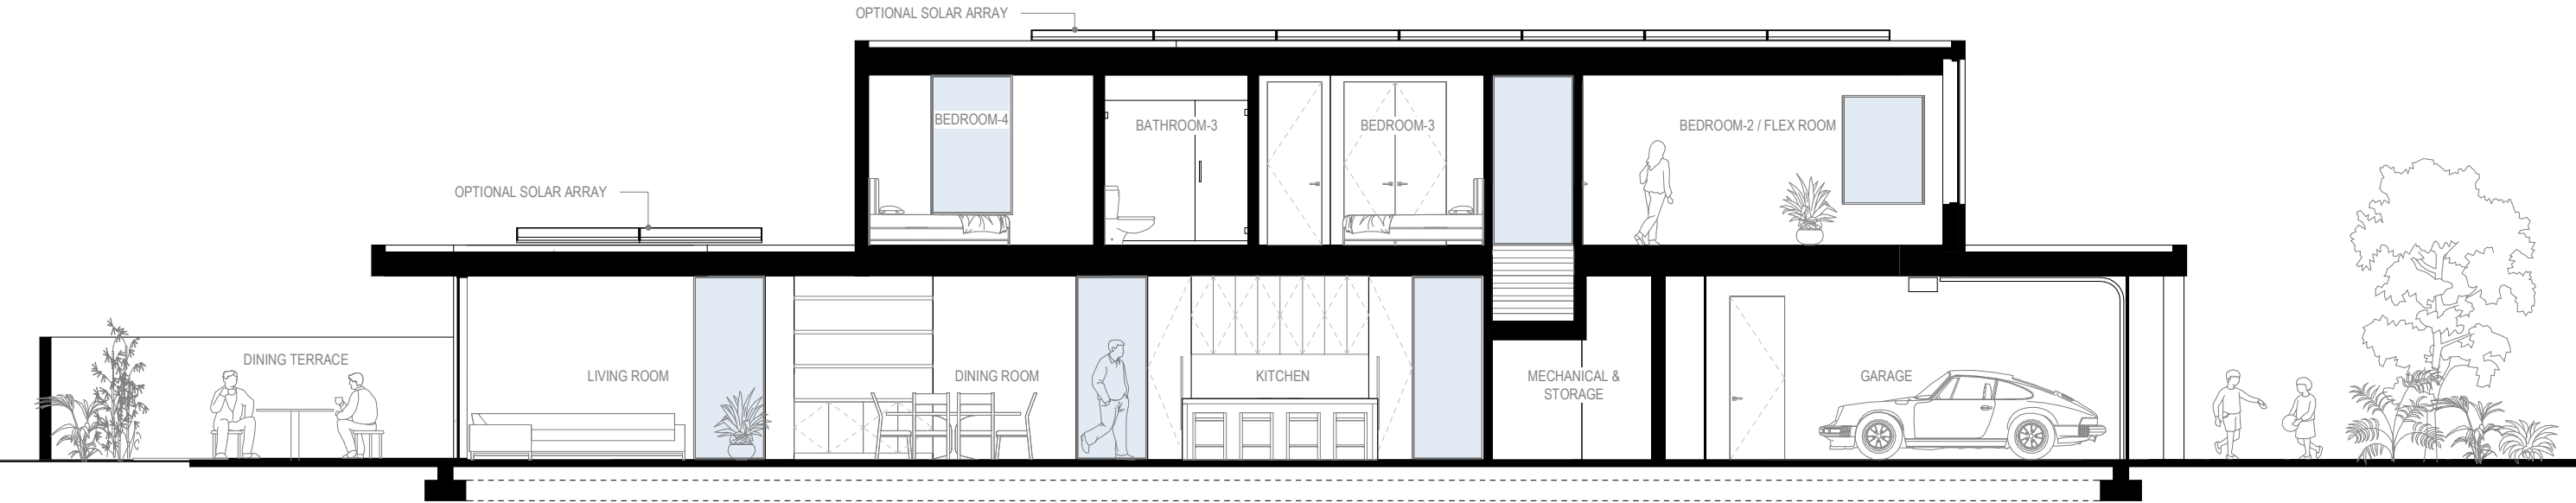 OPTIONAL SOLAR ARRAY
BEDROOM-4
BATHROOM-3
BEDROOM-3
BEDROOM-2 / FLEX ROOM
OPTIONAL SOLAR ARRAY
DINING TERRACE
LIVING ROOM
DINING ROOM
KITCHEN
MECHANICAL &
STORAGE
GARAGE